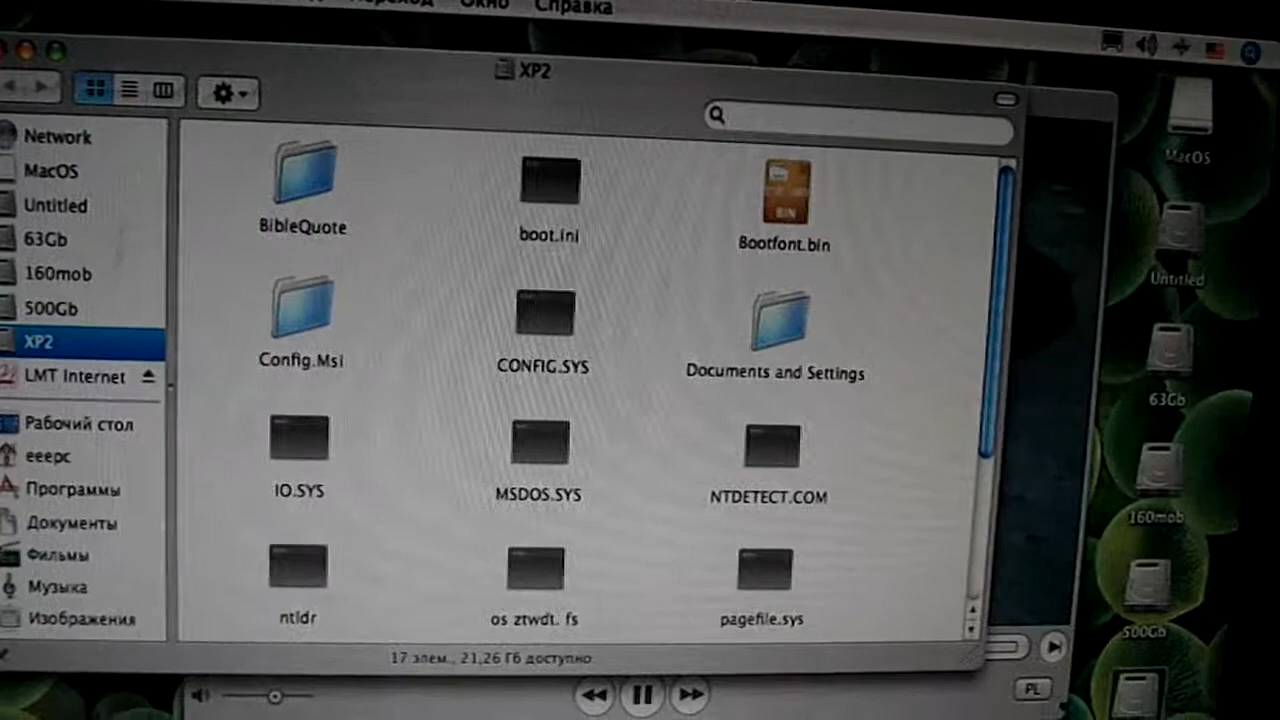 Переход Окно Справка
XP2
Network
MacOS
Untitled
63Gb
160mob
500Gb
XP2
LMT Internet
Рабочий стол
eeepc
Программы
Документы
Фильмы
Музыка
Изображения
BibleQuote
boot.ini
Bootfont.bin
BIN
Config.Msi
CONFIG.SYS
Documents and Settings
IO.SYS
MSDOS.SYS
NTDETECT.COM
ntldr
os ztwdt. fs
pagefile.sys
17 элем., 21,26 Гб доступно
PL
MacOS
Untitled
63Gb
160mob
500Gb